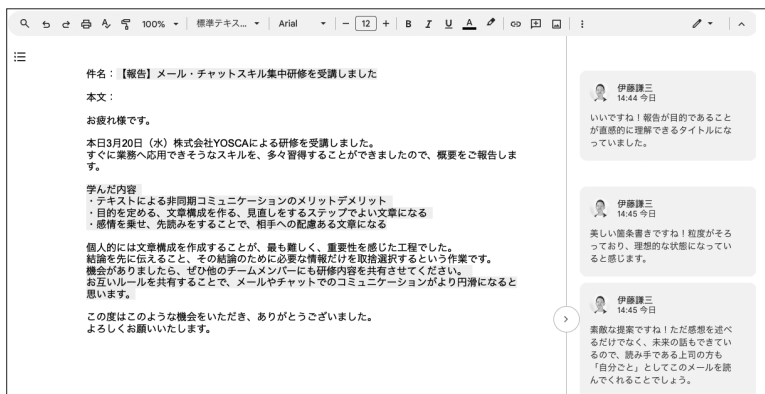 100%
標準テキス...
Arial
12
B
I
U
A
件名：【報告】メール・チャットスキル集中研修を受講しました
本文：
お疲れ様です。
本日3月20日（水）株式会社YOSCAによる研修を受講しました。
すぐに業務へ応用できそうなスキルを、多々習得することができましたので、概要をご報告しま
す。
学んだ内容
・テキストによる非同期コミュニケーションのメリットデメリット
・目的を定める、文章構成を作る、見直しをするステップでよい文章になる
・感情を乗せ、先読みをすることで、相手への配慮ある文章になる
個人的には文章構成を作成することが、最も難しく、重要性を感じた工程でした。
結論を先に伝えること、その結論のために必要な情報だけを取捨選択するという作業です。
機会がありましたら、ぜひ他のチームメンバーにも研修内容を共有させてください。
お互いルールを共有することで、メールやチャットでのコミュニケーションがより円滑になると
思います。
この度はこのような機会をいただき、ありがとうございました。
よろしくお願いいたします。
伊藤謙三
14:44 今日
いいですね！報告が目的であること
が直感的に理解できるタイトルにな
っていました。
伊藤謙三
14:45 今日
美しい箇条書きですね！粒度がそろ
っており、理想的な状態になってい
ると感じます。
伊藤謙三
14:45 今日
素敵な提案ですね！ただ感想を述べ
るだけでなく、未来の話もできてい
るので、読み手である上司の方も
「自分ごと」としてこのメールを読
んでくれることでしょう。